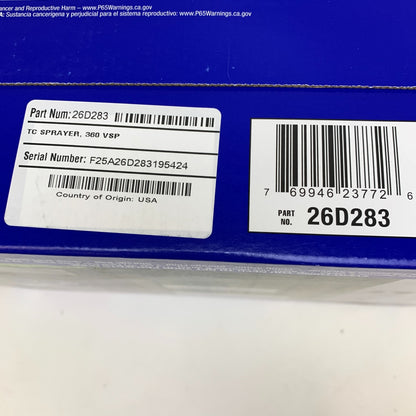 ancer and Reproductive Harm – www.P65Warnings.ca.gov
A: Sustancia cancerígena y perjudicial para el sistema reproductivo: www.P65Warnings.ca.gov
Part Num: 26D283
TC SPRAYER, 360 VSP
Serial Number: F25A26D283195424
Country of Origin: USA
7 69946 23772 6
PART NO. 26D283